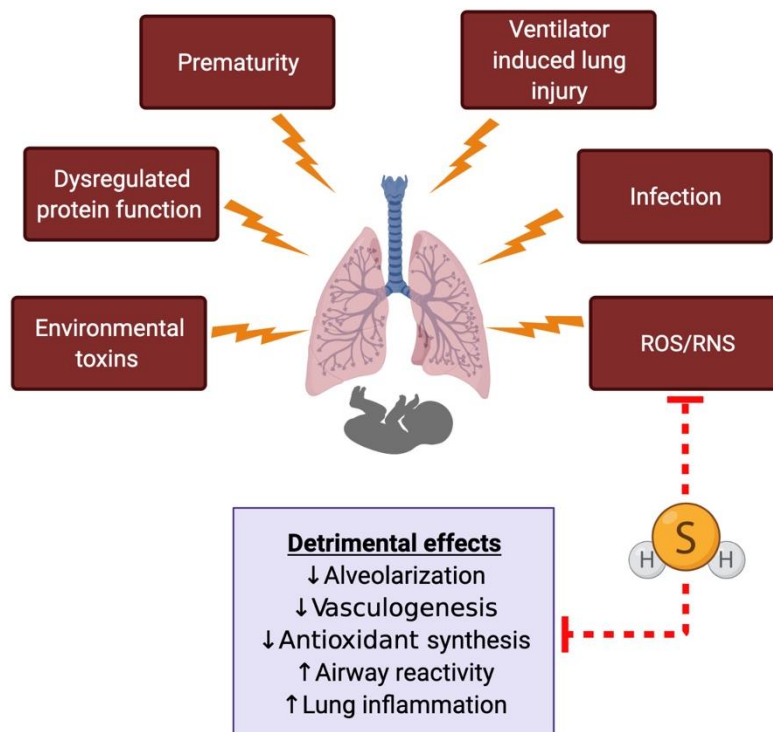 Prematurity
Ventilator
induced lung
injury
Dysregulated
protein function
Infection
Environmental
toxins
ROS/RNS
H S H
Detrimental effects
↓Alveolarization
↓Vasculogenesis
↓Antioxidant synthesis
↑Airway reactivity
↑Lung inflammation